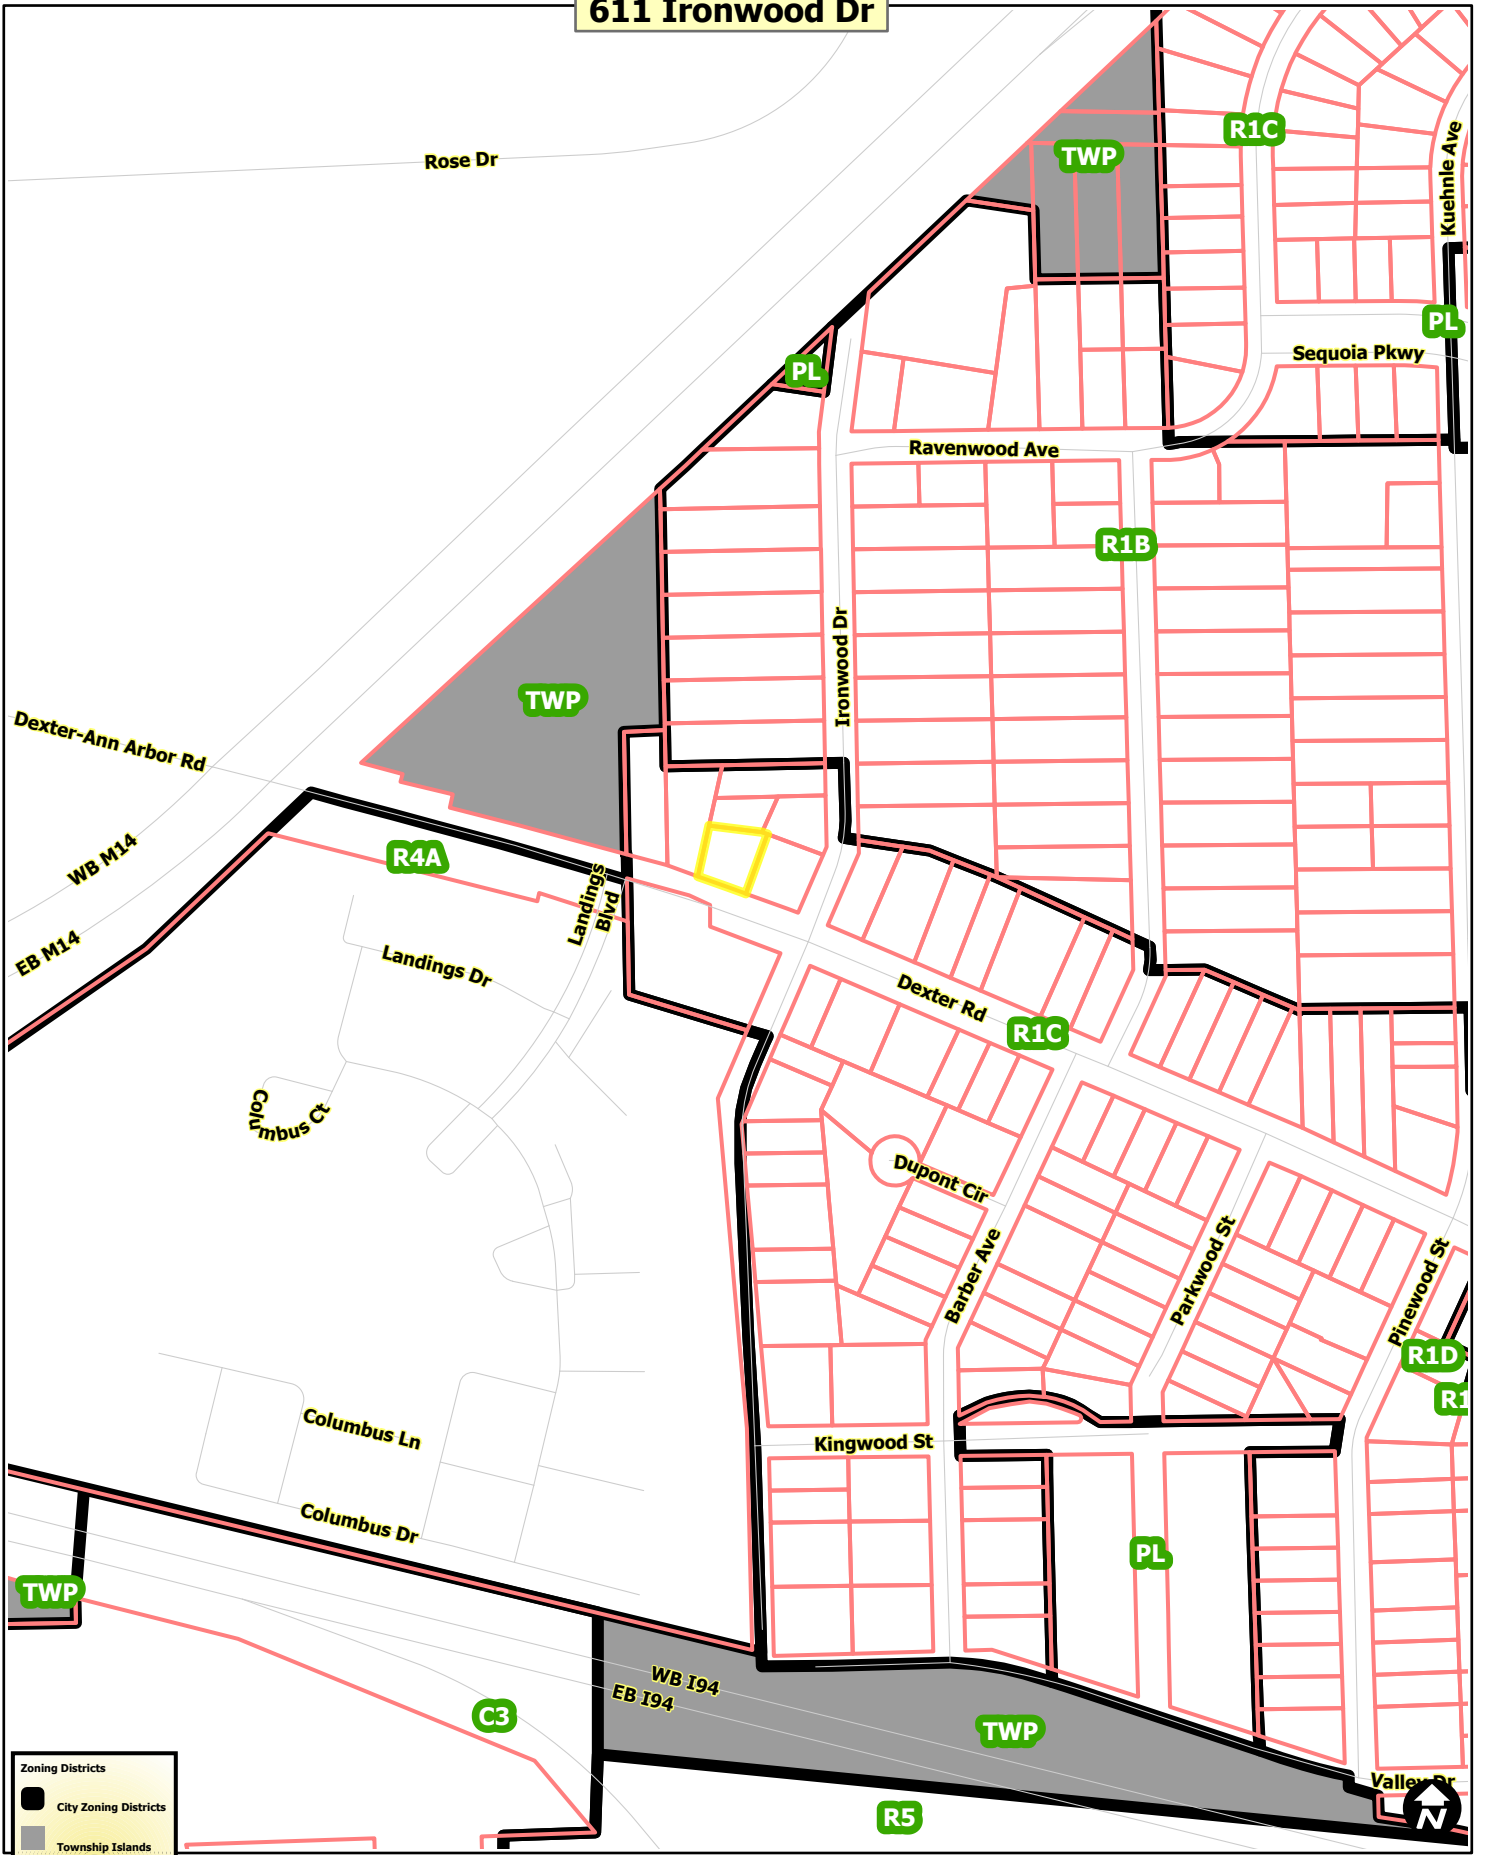 611 Ironwood Dr
R1C
Kuehnle Ave
TWP
Rose Dr
PL
Sequoia Pkwy
PL
Ravenwood Ave
R1B
Ironwood Dr
TWP
Dexter-Ann Arbor Rd
WB M14
R4A
EB M14
Landings
Blvd
Landings Dr
Dexter Rd
R1C
Columbus Ct
Dupont Cir
Barber Ave
Parkwood St
Pinewood St
R1D
R1
Columbus Ln
Kingwood St
Columbus Dr
PL
TWP
WB I94
EB I94
C3
TWP
Valley Dr
R5
N
Zoning Districts
City Zoning Districts
Township Islands